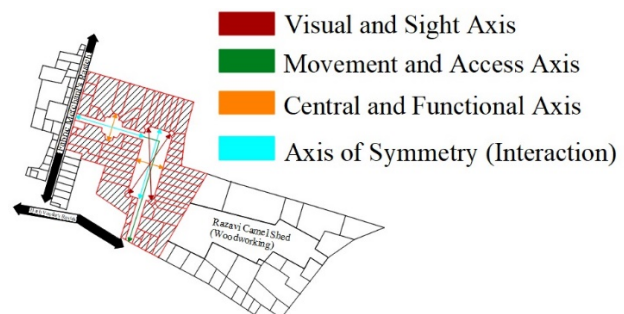 Visual and Sight Axis
Movement and Access Axis
Central and Functional Axis
Axis of Symmetry (Interaction)
Razavi Camel Shed
(Woodworking)